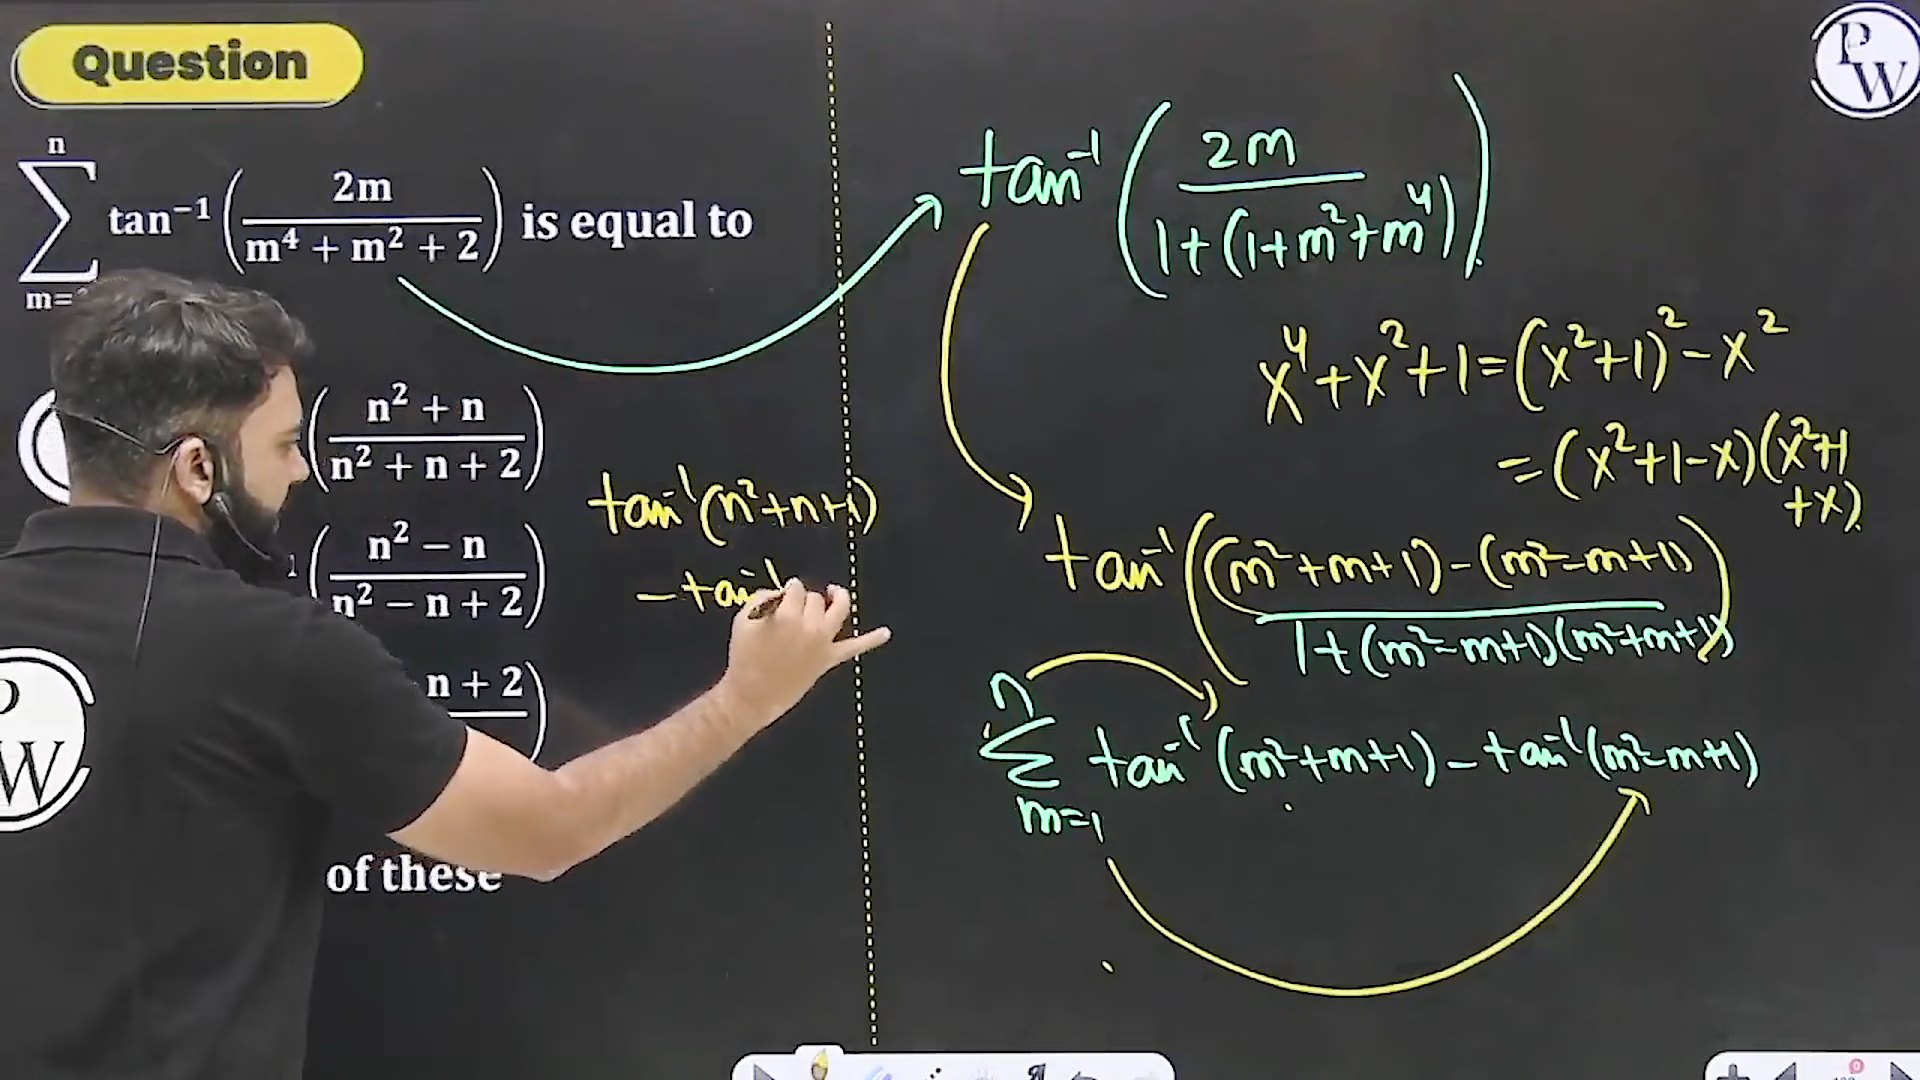 Question
PW
n
∑ tan⁻¹ (2m / (m⁴ + m² + 2)) is equal to
m=
(n² + n / n² + n + 2)
⁻¹ (n² − n / n² − n + 2)
n + 2)
of these
tan⁻¹(n²+n+1)
− tan⁻¹
tan⁻¹ (2m / 1+(1+m²+m⁴))
x⁴+x²+1=(x²+1)²−x²
=(x²+1−x)(x²+1
+x)
tan⁻¹ ((m²+m+1)−(m²−m+1) / 1+(m²−m+1)(m²+m+1))
n
∑ tan⁻¹(m²+m+1)−tan⁻¹(m²−m+1)
m=1
P
W